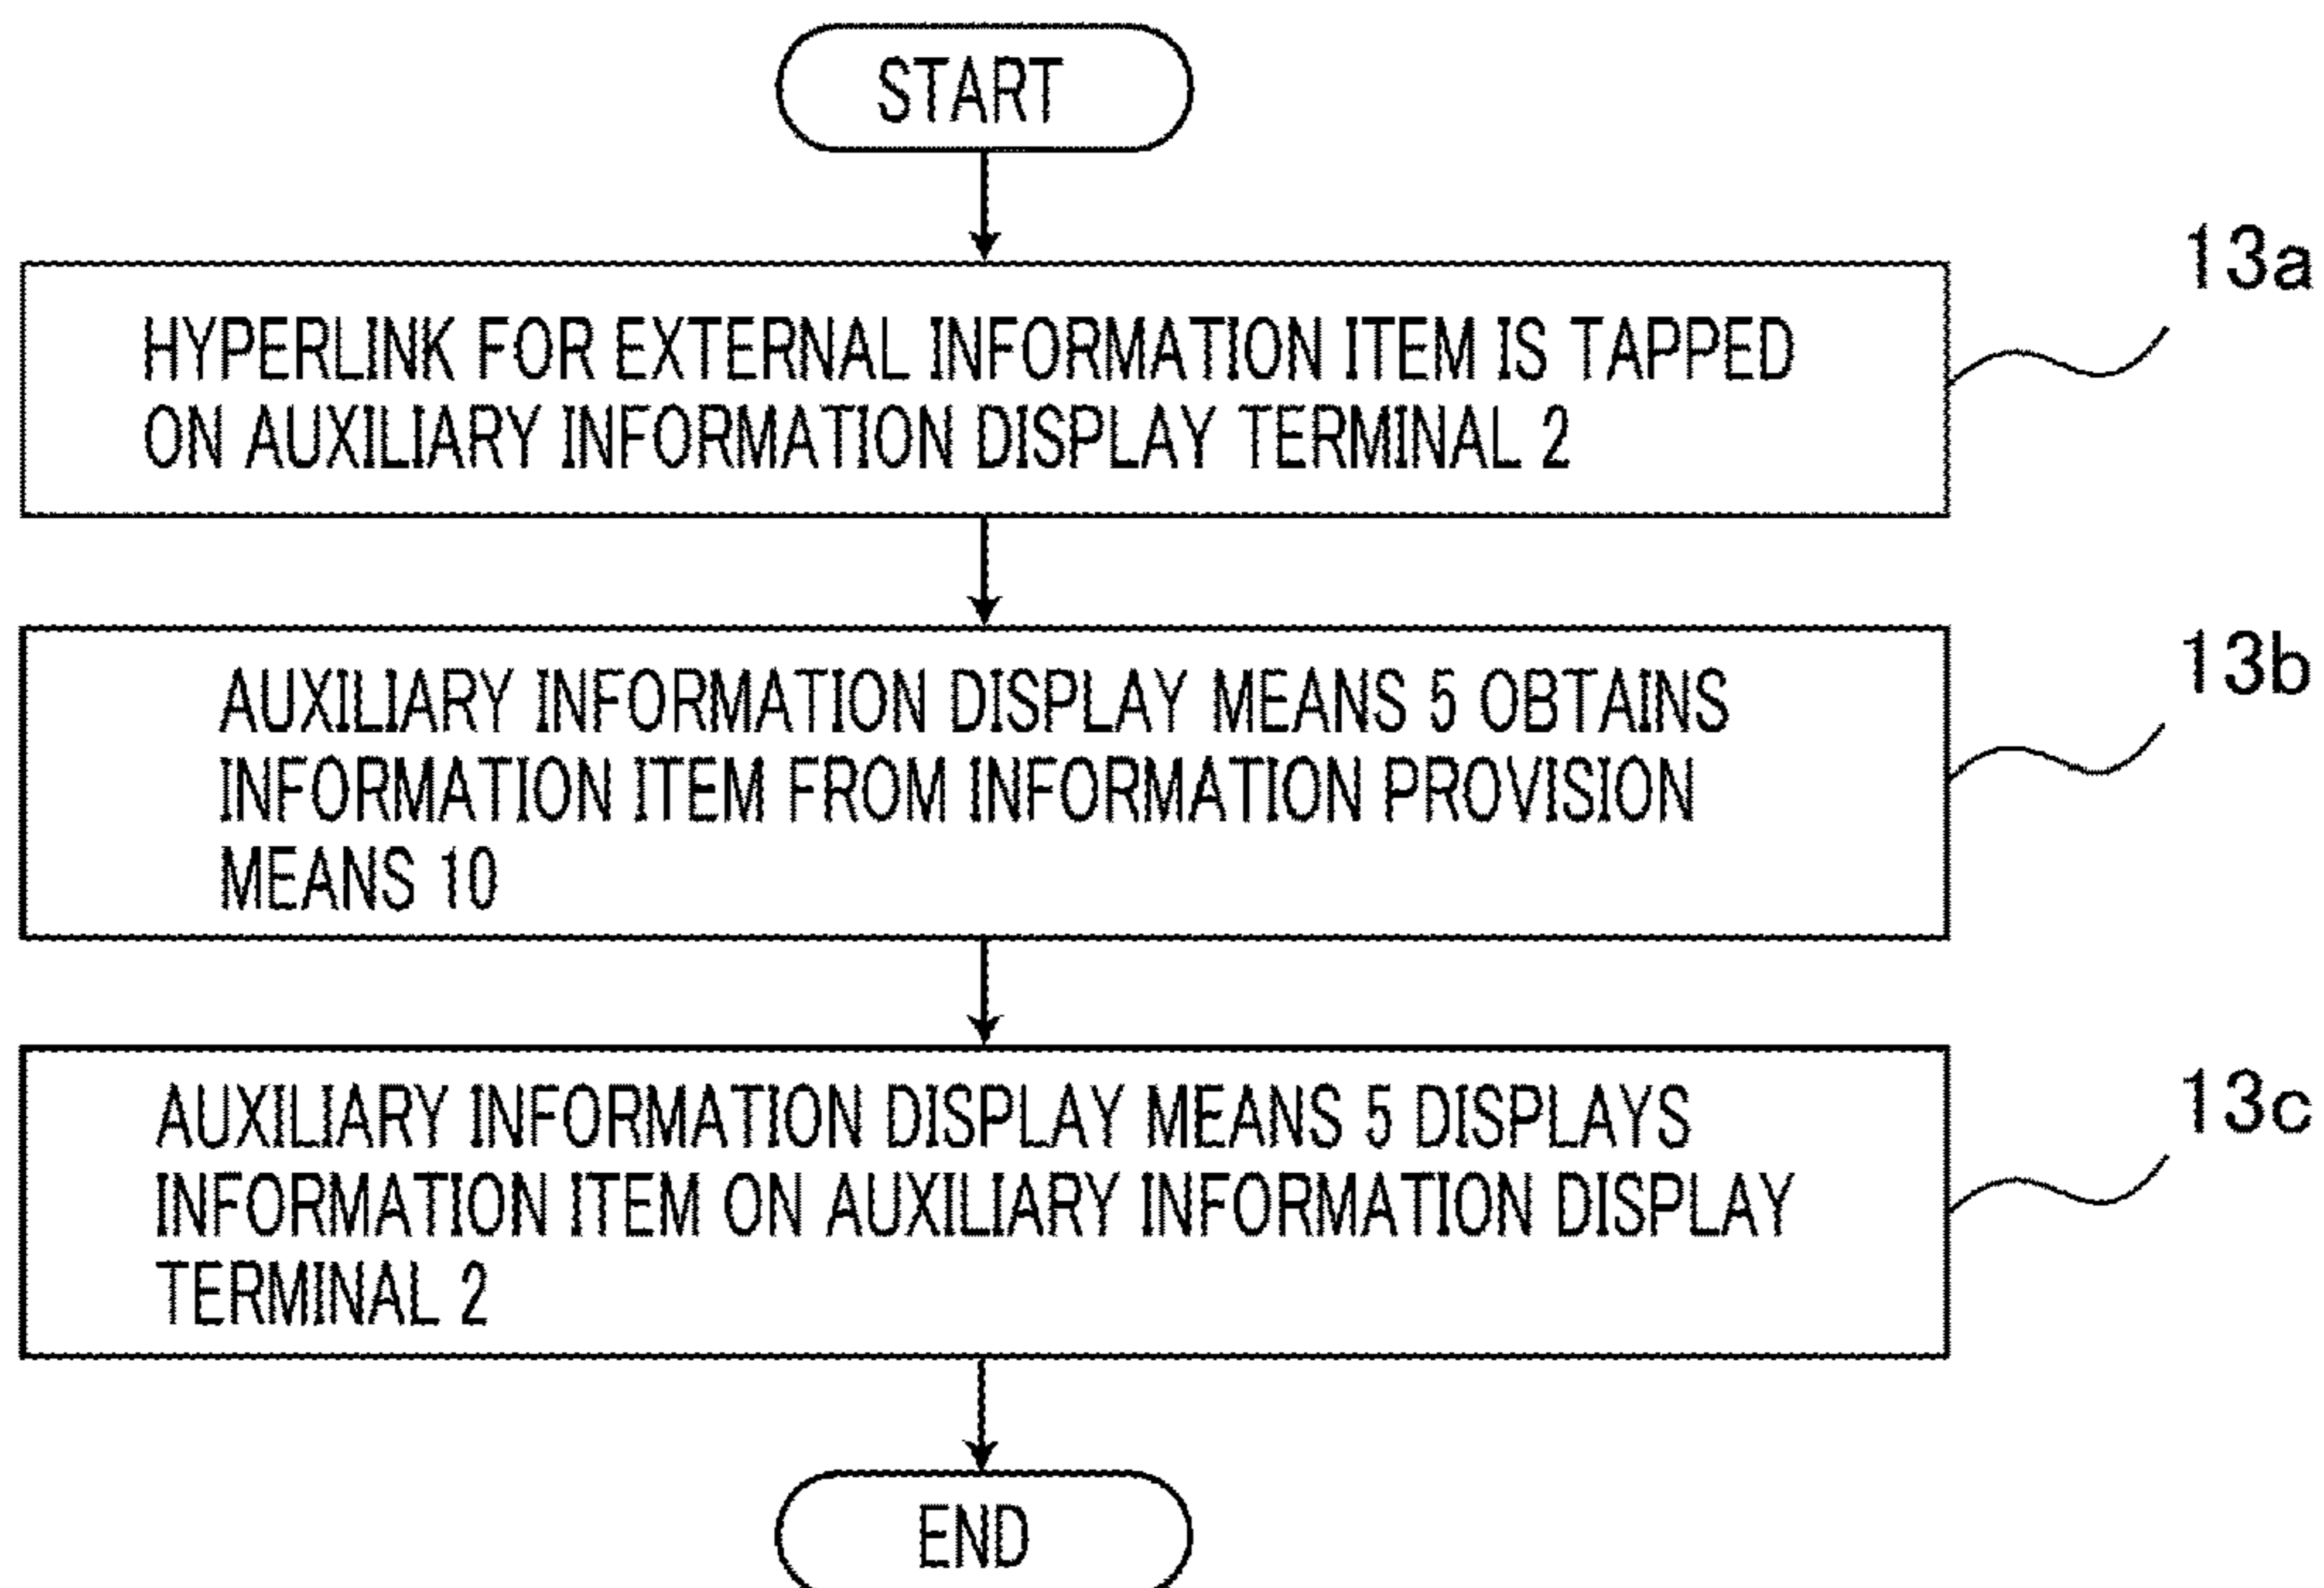 START
13a
HYPERLINK FOR EXTERNAL INFORMATION ITEM IS TAPPED
ON AUXILIARY INFORMATION DISPLAY TERMINAL 2
13b
AUXILIARY INFORMATION DISPLAY MEANS 5 OBTAINS
INFORMATION ITEM FROM INFORMATION PROVISION
MEANS 10
13c
AUXILIARY INFORMATION DISPLAY MEANS 5 DISPLAYS
INFORMATION ITEM ON AUXILIARY INFORMATION DISPLAY
TERMINAL 2
END